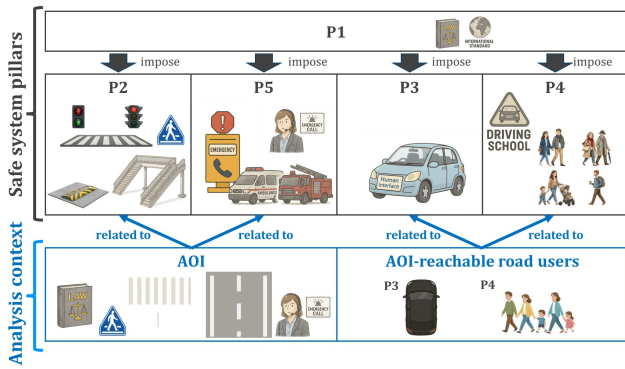 Safe system pillars
P1
LAW
INTERNATIONAL
STANDARD
impose
impose
impose
impose
P2
P5
EMERGENCY
EMERGENCY
CALL
AMBULANCE
P3
Human
Interface
P4
DRIVING
SCHOOL
related to
related to
related to
related to
Analysis context
AOI
LAW
EMERGENCY
CALL
AOI-reachable road users
P3
P4